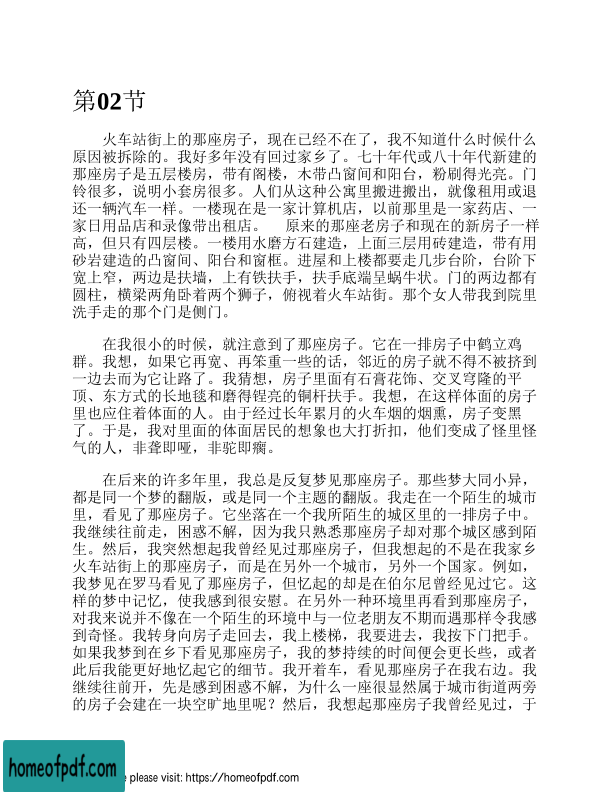 第02节
火车站街上的那座房子，现在已经不在了，我不知道什么时候什么
原因被拆除的。我好多年没有回过家乡了。七十年代或八十年代新建的
那座房子是五层楼房，带有阁楼，木带凸窗间和阳台，粉刷得光亮。门
铃很多，说明小套房很多。人们从这种公寓里搬进搬出，就像租用或退
还一辆汽车一样。一楼现在是一家计算机店，以前那里是一家药店、一
家日用品店和录像带出租店。 原来的那座老房子和现在的新房子一样
高，但只有四层楼。一楼用水磨方石建造，上面三层用砖建造，带有用
砂岩建造的凸窗间、阳台和窗框。进屋和上楼都要走几步台阶，台阶下
宽上窄，两边是扶墙，上有铁扶手，扶手底端呈蜗牛状。门的两边都有
圆柱，横梁两角卧着两个狮子，俯视着火车站街。那个女人带我到院里
洗手走的那个门是侧门。
在我很小的时候，就注意到了那座房子。它在一排房子中鹤立鸡
群。我想，如果它再宽、再笨重一些的话，邻近的房子就不得不被挤到
一边去而为它让路了。我猜想，房子里面有石膏花饰、交叉穹隆的平
顶、东方式的长地毯和磨得锃亮的铜杆扶手。我想，在这样体面的房子
里也应住着体面的人。由于经过长年累月的火车烟的烟熏，房子变黑
了。于是，我对里面的体面居民的想象也大打折扣，他们变成了怪里怪
气的人，非聋即哑，非驼即瘸。
在后来的许多年里，我总是反复梦见那座房子。那些梦大同小异，
都是同一个梦的翻版，或是同一个主题的翻版。我走在一个陌生的城市
里，看见了那座房子。它坐落在一个我所陌生的城区里的一排房子中。
我继续往前走，困惑不解，因为我只熟悉那座房子却对那个城区感到陌
生。然后，我突然想起我曾经见过那座房子，但我想起的不是在我家乡
火车站街上的那座房子，而是在另外一个城市，另外一个国家。例如，
我梦见在罗马看见了那座房子，但忆起的却是在伯尔尼曾经见过它。这
样的梦中记忆，使我感到很安慰。在另外一种环境里再看到那座房子，
对我来说并不像在一个陌生的环境中与一位老朋友不期而遇那样令我感
到奇怪。我转身向房子走回去，我上楼梯，我要进去，我按下门把手。
如果我梦到在乡下看见那座房子，我的梦持续的时间便会更长些，或者
此后我能更好地忆起它的细节。我开着车，看见那座房子在我右边。我
继续往前开，先是感到困惑不解，为什么一座很显然属于城市街道两旁
的房子会建在一块空旷地里呢？然后，我想起那座房子我曾经见过，于
homeofpdf.com
please visit: https://homeofpdf.com